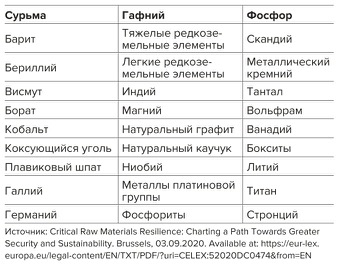 Сурьма Гафний Фосфор
Барит Тяжелые редкозе-
мельные элементы Скандий
Бериллий Легкие редкозе-
мельные элементы Металлический
кремний
Висмут Индий Тантал
Борат Магний Вольфрам
Кобальт Натуральный графит Ванадий
Коксующийся уголь Натуральный каучук Бокситы
Плавиковый шпат Ниобий Литий
Галлий Металлы платиновой
группы Титан
Германий Фосфориты Стронций
Источник: Critical Raw Materials Resilience: Charting a Path Towards Greater
Security and Sustainability. Brussels, 03.09.2020. Available at: https://eur-lex.
europa.eu/legal-content/EN/TXT/PDF/?uri=CELEX:52020DC0474&from=EN